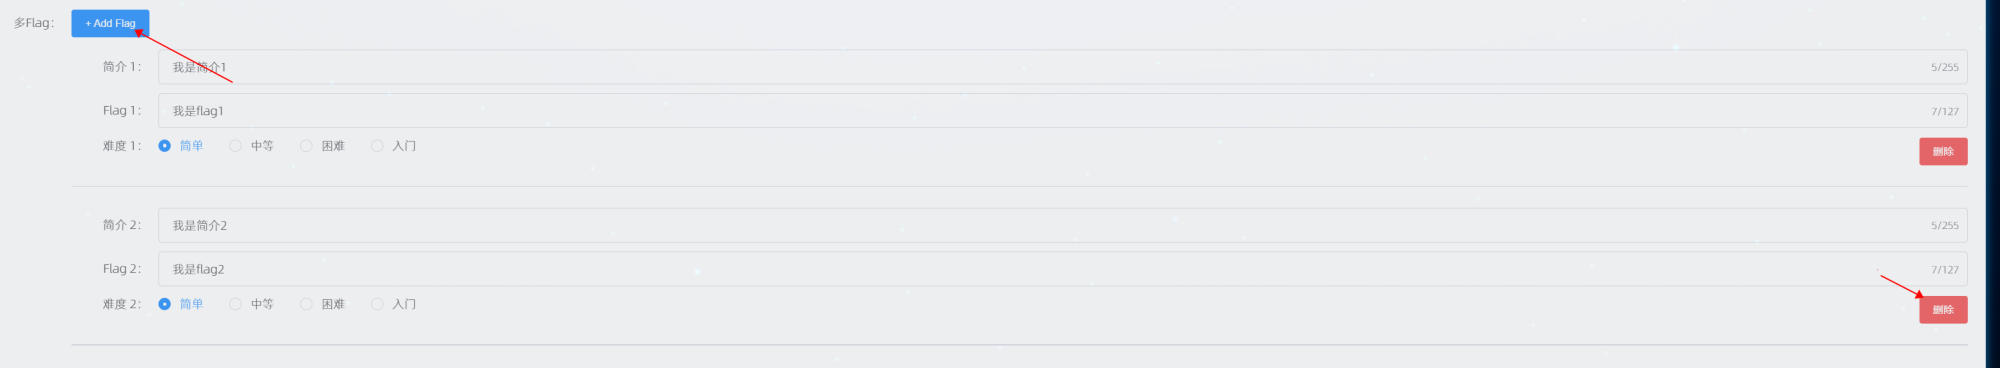 多Flag: + Add Flag
简介 1: 我是简介1 5/255
Flag 1: 我是flag1 7/127
难度 1: 简单 中等 困难 入门 删除
简介 2: 我是简介2 5/255
Flag 2: 我是flag2 7/127
难度 2: 简单 中等 困难 入门 删除